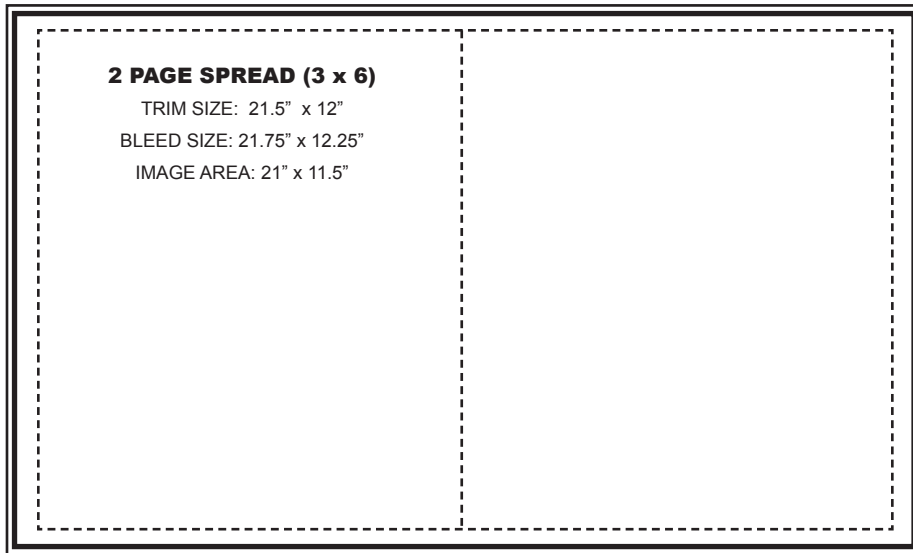 2 PAGE SPREAD (3 x 6)
TRIM SIZE:  21.5” x 12”
BLEED SIZE: 21.75” x 12.25”
IMAGE AREA: 21” x 11.5”